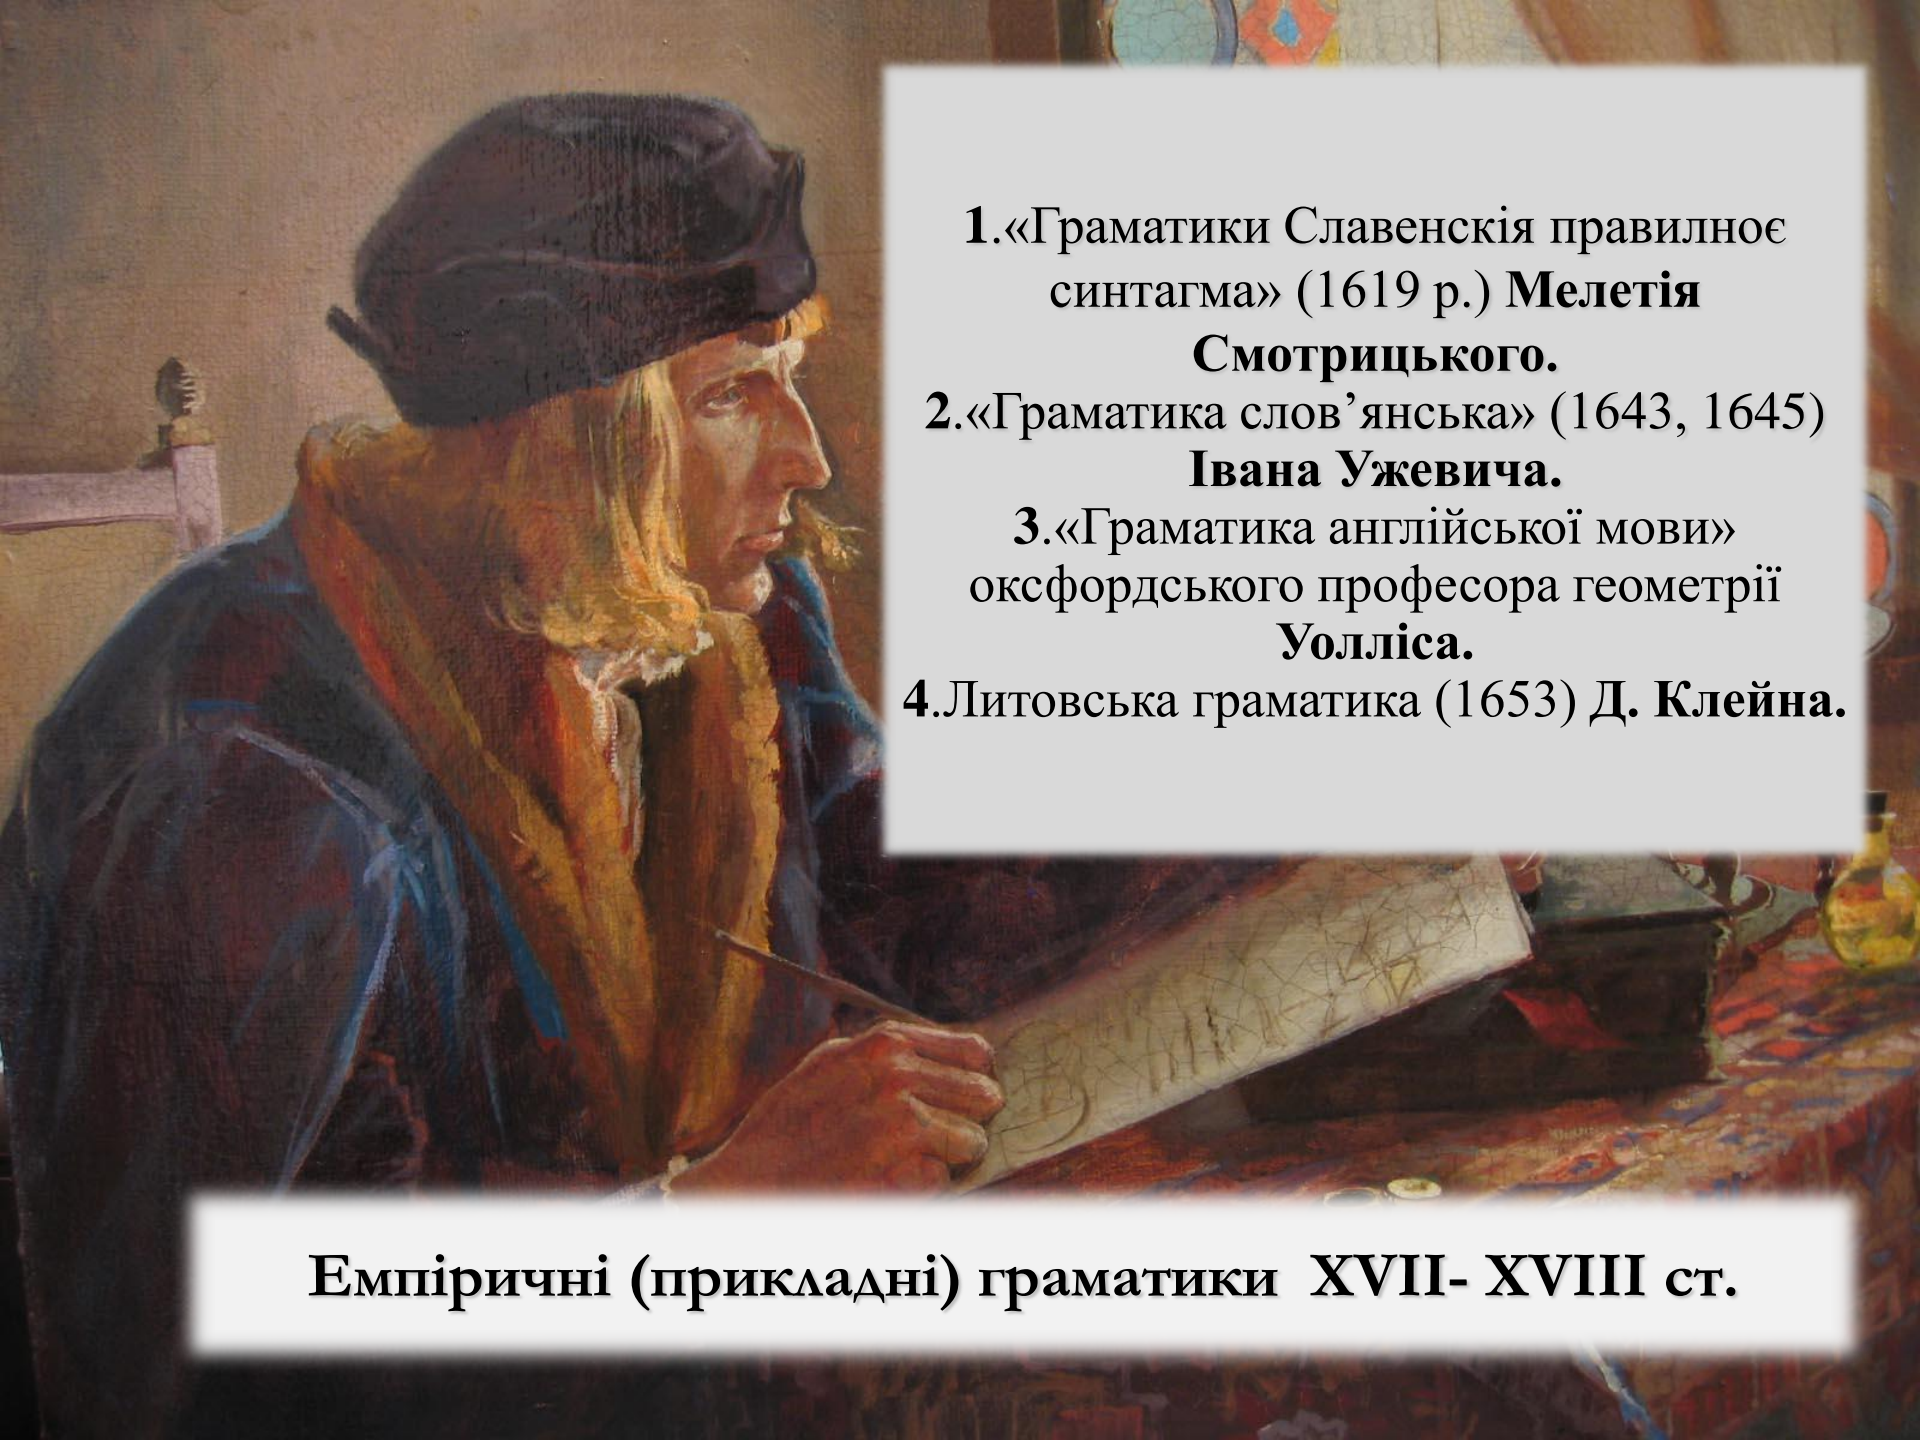 1.«Граматики Славенскія правилноє
синтагма» (1619 р.) Мелетія
Смотрицького.
2.«Граматика слов’янська» (1643, 1645)
Івана Ужевича.
3.«Граматика англійської мови»
оксфордського професора геометрії
Уолліса.
4.Литовська граматика (1653) Д. Клейна.
Емпіричні (прикладні) граматики XVII- XVIII ст.